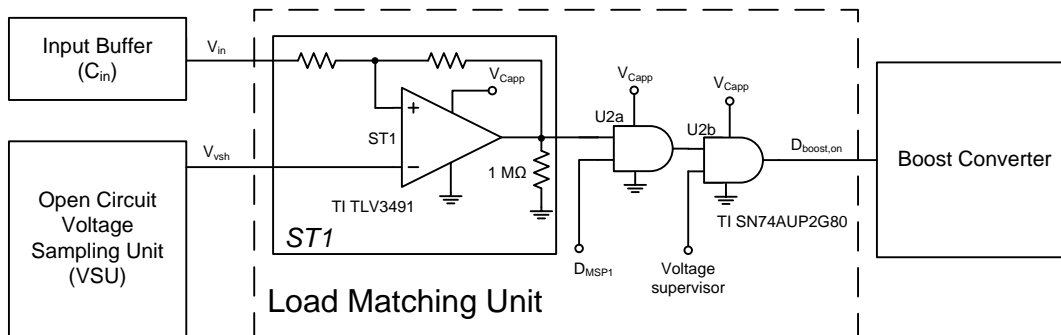 Input Buffer
(Cin)
Vin
VCapp
ST1
1 MΩ
TI TLV3491
ST1
Vvsh
Open Circuit
Voltage
Sampling Unit
(VSU)
VCapp
U2a
VCapp
U2b
Dboost,on
TI SN74AUP2G80
DMSP1
Voltage
supervisor
Load Matching Unit
Boost Converter
+
−